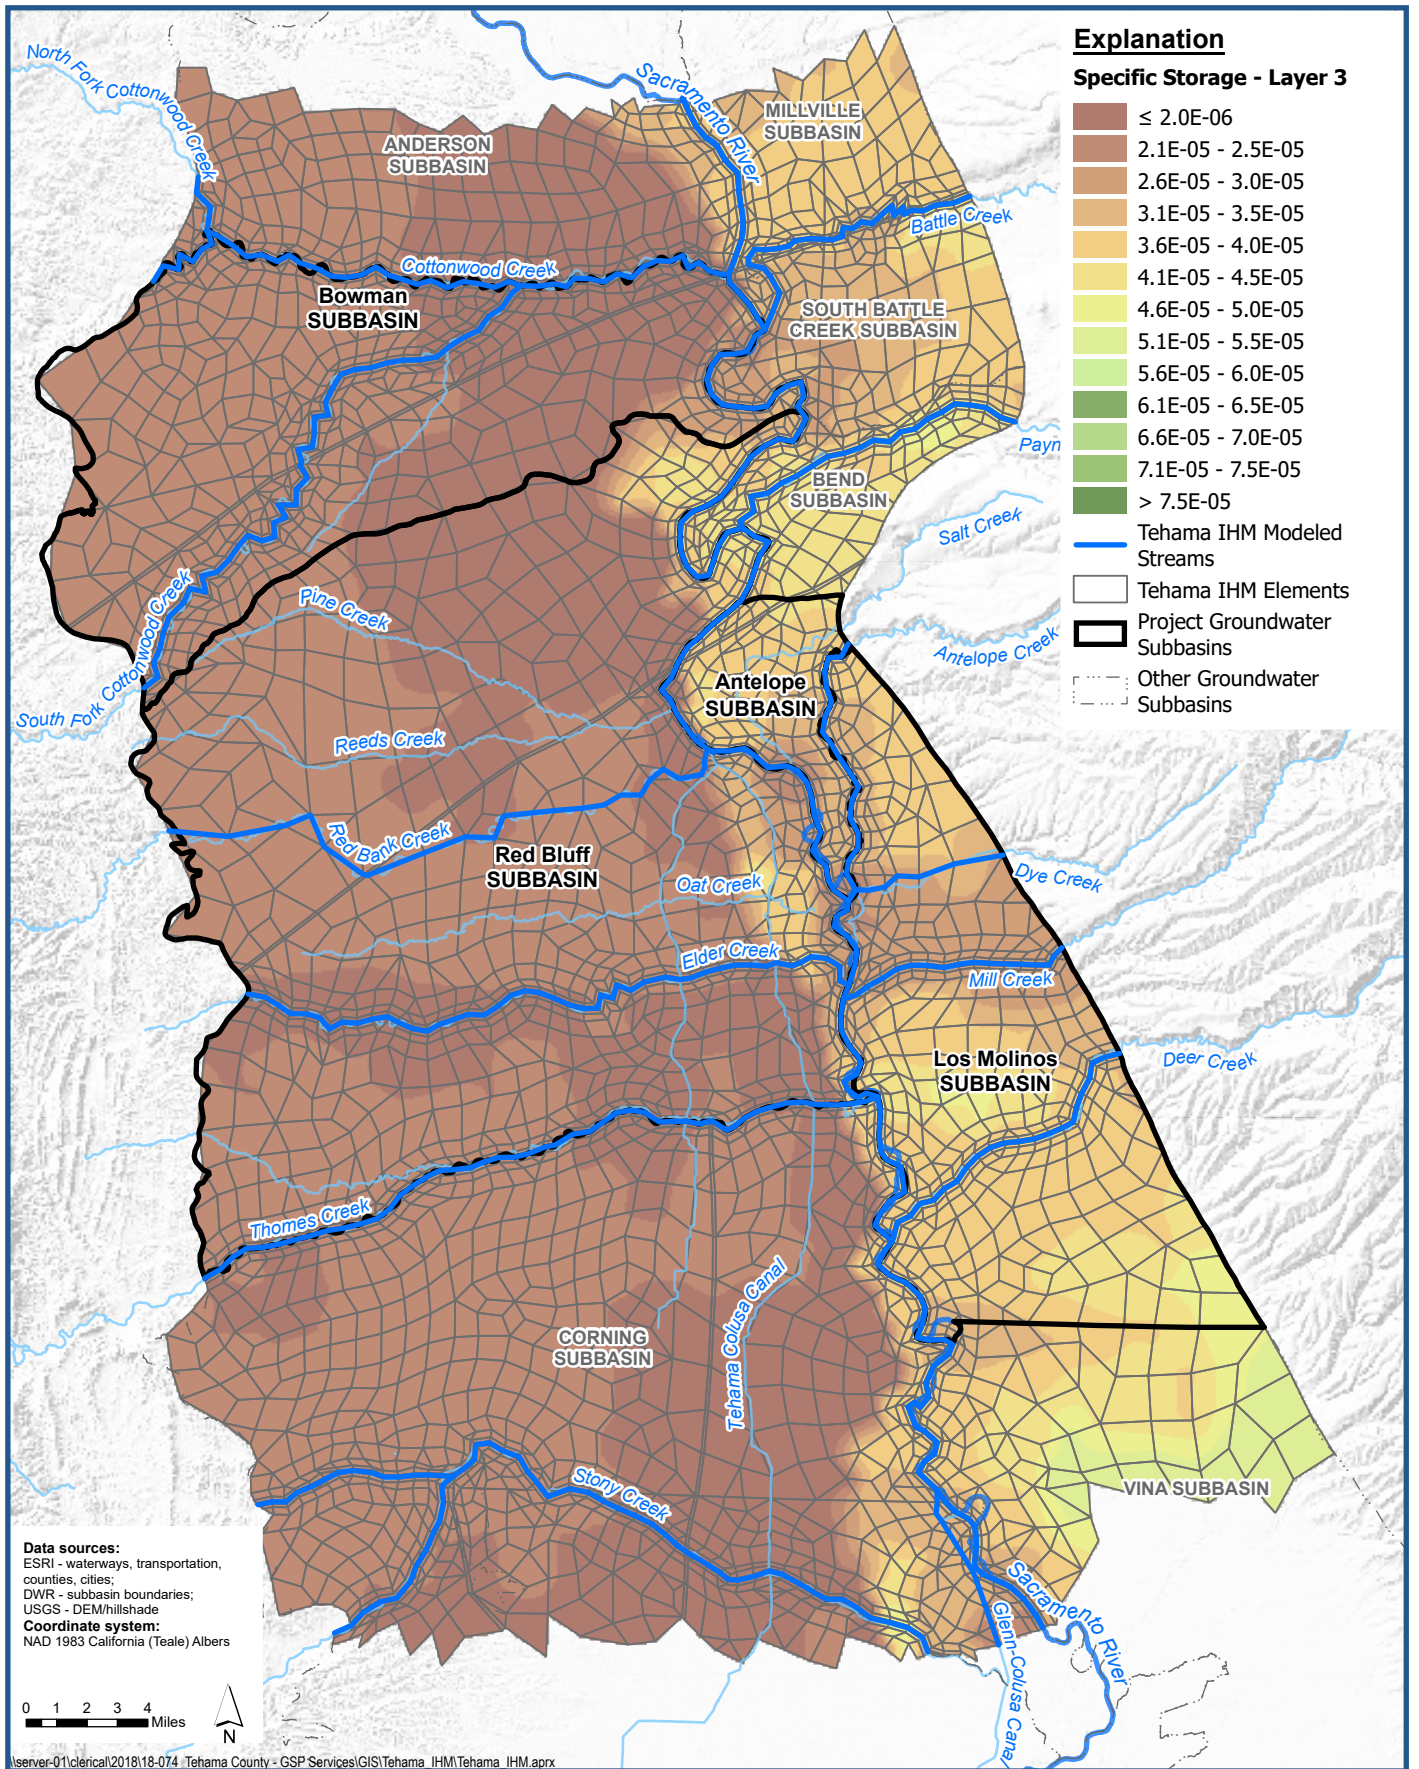 Explanation
Specific Storage - Layer 3
≤ 2.0E-06
2.1E-05 - 2.5E-05
2.6E-05 - 3.0E-05
3.1E-05 - 3.5E-05
3.6E-05 - 4.0E-05
4.1E-05 - 4.5E-05
4.6E-05 - 5.0E-05
5.1E-05 - 5.5E-05
5.6E-05 - 6.0E-05
6.1E-05 - 6.5E-05
6.6E-05 - 7.0E-05
7.1E-05 - 7.5E-05
> 7.5E-05
Tehama IHM Modeled
Streams
Tehama IHM Elements
Project Groundwater
Subbasins
Other Groundwater
Subbasins
North Fork Cottonwood Creek
Sacramento River
MILLVILLE
SUBBASIN
ANDERSON
SUBBASIN
Battle Creek
Cottonwood Creek
Bowman
SUBBASIN
SOUTH BATTLE
CREEK SUBBASIN
Payn
BEND
SUBBASIN
Salt Creek
Pine Creek
South Fork Cottonwood Creek
Antelope Creek
Antelope
SUBBASIN
Reeds Creek
Red Bank Creek
Red Bluff
SUBBASIN
Oat Creek
Dye Creek
Elder Creek
Mill Creek
Los Molinos
SUBBASIN
Deer Creek
Thomes Creek
Tehama Colusa Canal
CORNING
SUBBASIN
Stony Creek
VINA SUBBASIN
Sacramento River
Glenn-Colusa Canal
Data sources:
ESRI - waterways, transportation,
counties, cities;
DWR - subbasin boundaries;
USGS - DEM/hillshade
Coordinate system:
NAD 1983 California (Teale) Albers
0 1 2 3 4
Miles
N
\\server-01\clerical\2018\18-074_Tehama County - GSP Services\GIS\Tehama_IHM\Tehama_IHM.aprx